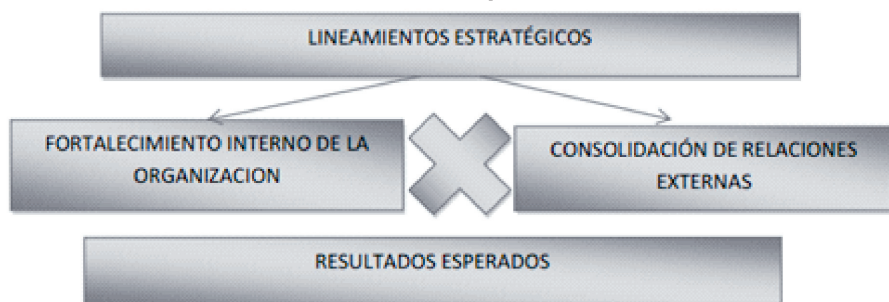 LINEAMIENTOS ESTRATÉGICOS
FORTALECIMIENTO INTERNO DE LA
ORGANIZACION
CONSOLIDACIÓN DE RELACIONES
EXTERNAS
RESULTADOS ESPERADOS